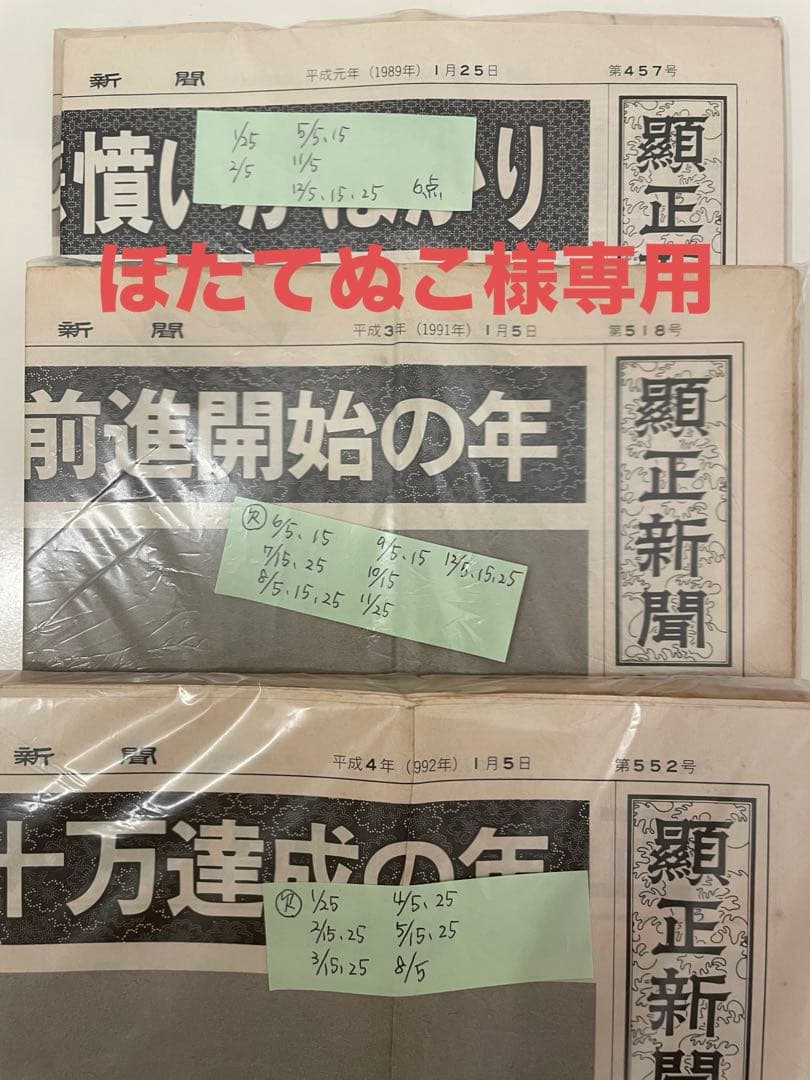 新聞 平成元年（1989年）1月25日 第457号
顯正
憤い かり
1/25 5/5、15
2/5 11/5
12/5、15、25 6点
ほたてぬこ様専用
新聞 平成3年（1991年）1月5日 第518号
顯正新聞
前進開始の年
㋨ 6/5、15 9/5、15 12/5、15、25
7/15、25 10/15
8/5、15、25 11/25
新聞 平成4年（992年）1月5日 第552号
顯正新聞
十万達成の年
1/25 4/5、25
2/15、25 5/15、25
3/15、25 8/5